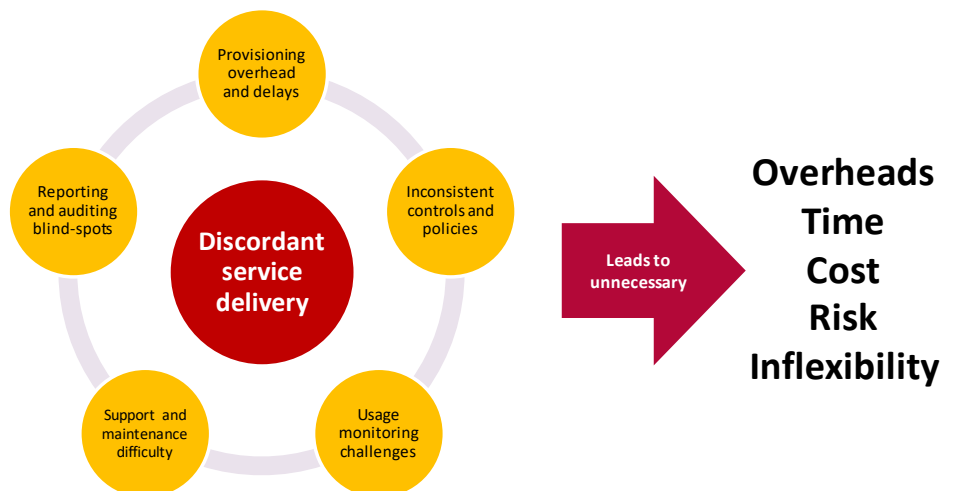 Provisioning
overhead
and delays
Reporting
and auditing
blind-spots
Inconsistent
controls and
policies
Discordant
service
delivery
Support and
maintenance
difficulty
Usage
monitoring
challenges
Leads to
unnecessary
Overheads
Time
Cost
Risk
Inflexibility